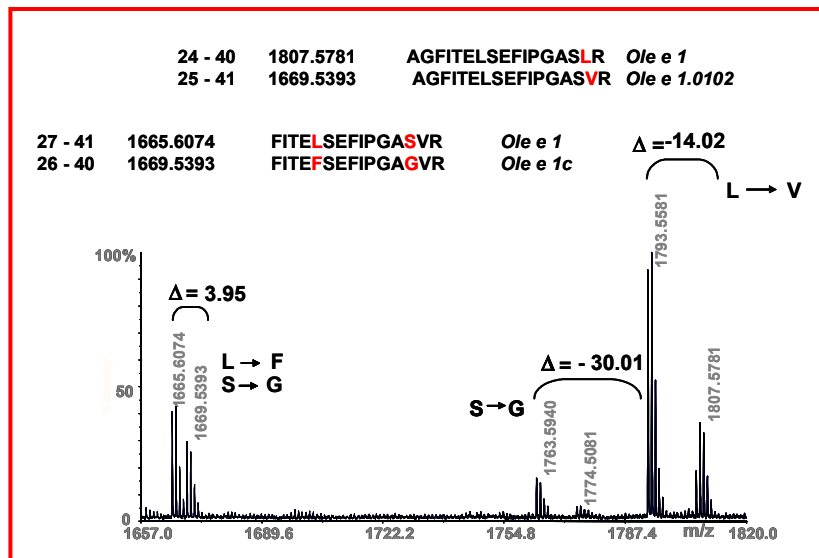 24 - 40 1807.5781 AGFITELSEFIPGASLR Ole e 1
25 - 41 1669.5393 AGFITELSEFIPGASVR Ole e 1.0102
27 - 41 1665.6074 FITELSEFIPGASVR Ole e 1
26 - 40 1669.5393 FITEFSEFIPGAGVR Ole e 1c
Δ =-14.02
L → V
1793.5581
100%
Δ = 3.95
1665.6074
1669.5393
L → F
S → G
Δ = - 30.01
S → G
1763.5940
1774.5081
1807.5781
50
0
1657.0 1689.6 1722.2 1754.8 1787.4 m/z 1820.0